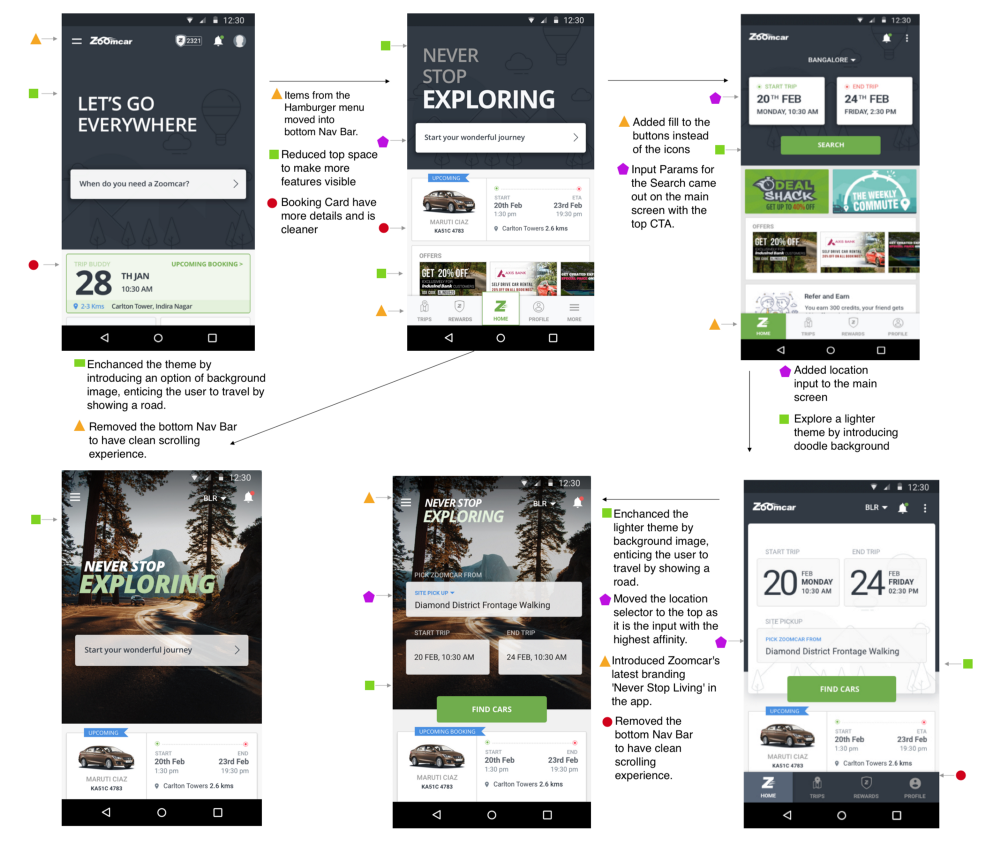 12:30
Zoomcar
2321
LET'S GO
EVERYWHERE
When do you need a Zoomcar?
TRIP BUDDY
UPCOMING BOOKING >
28
TH JAN
10:30 AM
2-3 Kms Carlton Tower, Indira Nagar
Items from the
Hamburger menu
moved into
bottom Nav Bar.
Reduced top space
to make more
features visible
Booking Card have
more details and is
cleaner
12:30
NEVER
STOP
EXPLORING
Start your wonderful journey
UPCOMING
MARUTI CIAZ
KA51C 4783
START
20th Feb
1:30 pm
ETA
23rd Feb
19:30 pm
Carlton Towers 2.6 kms
OFFERS
GET 20% OFF
EXCLUSIVELY FOR
IndusInd Bank CUSTOMERS
AXIS BANK
SELF DRIVE CAR RENTAL
TRIPS
REWARDS
HOME
PROFILE
MORE
Added fill to the
buttons instead
of the icons
Input Params for
the Search came
out on the main
screen with the
top CTA.
12:30
Zoomcar
BANGALORE
START TRIP
20TH FEB
MONDAY, 10:30 AM
END TRIP
24TH FEB
FRIDAY, 2:30 PM
SEARCH
DEAL
SHACK
GET UP TO 40% OFF
THE WEEKLY
COMMUTE
OFFERS
GET 20% OFF
IndusInd Bank
AXIS BANK
SELF DRIVE CAR RENTAL
Refer and Earn
You earn 300 credits, your friend gets
HOME
TRIPS
REWARDS
PROFILE
Enchanced the theme by
introducing an option of background
image, enticing the user to travel by
showing a road.
Removed the bottom Nav Bar
to have clean scrolling
experience.
Added location
input to the main
screen
Explore a lighter
theme by introducing
doodle background
12:30
BLR
NEVER STOP
EXPLORING
Start your wonderful journey
UPCOMING
MARUTI CIAZ
KA51C 4783
START
20th Feb
1:30 pm
END
23rd Feb
19:30 pm
Carlton Towers 2.6 kms
12:30
NEVER STOP
EXPLORING
BLR
PICK ZOOMCAR FROM
SITE PICK UP
Diamond District Frontage Walking
START TRIP
END TRIP
20 FEB, 10:30 AM
24 FEB, 10:30 AM
FIND CARS
UPCOMING BOOKING
MARUTI CIAZ
KA51C 4783
START
20th Feb
1:30 pm
END
23rd Feb
19:30 pm
Carlton Towers 2.6 kms
Enchanced the
lighter theme by
background image,
enticing the user to
travel by showing a
road.
Moved the location
selector to the top as
it is the input with the
highest affinity.
Introduced Zoomcar's
latest branding
'Never Stop Living' in
the app.
Removed the
bottom Nav Bar
to have clean
scrolling
experience.
12:30
Zoomcar
BLR
START TRIP
END TRIP
20
FEB
MONDAY
10:30 AM
24
FEB
FRIDAY
02:30 PM
SITE PICKUP
PICK ZOOMCAR FROM
Diamond District Frontage Walking
FIND CARS
UPCOMING
MARUTI CIAZ
KA51C 4783
START
20th Feb
1:30 pm
ETA
23rd Feb
19:30 pm
Carlton Towers 2.6 kms
HOME
TRIPS
REWARDS
PROFILE